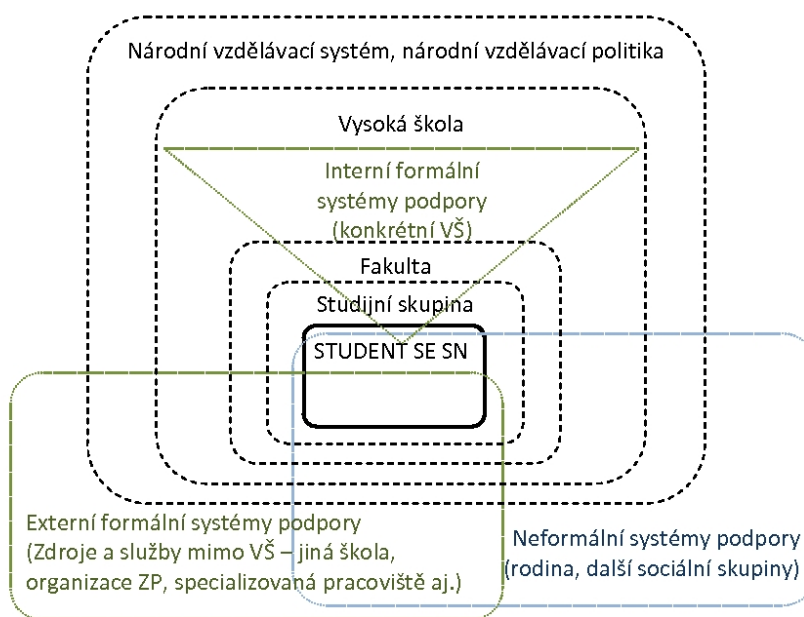 Národní vzdělávací systém, národní vzdělávací politika
Vysoká škola
Interní formální
systémy podpory
(konkrétní VŠ)
Fakulta
Studijní skupina
STUDENT SE SN
Externí formální systémy podpory
(Zdroje a služby mimo VŠ – jiná škola,
organizace ZP, specializovaná pracoviště aj.)
Neformální systémy podpory
(rodina, další sociální skupiny)